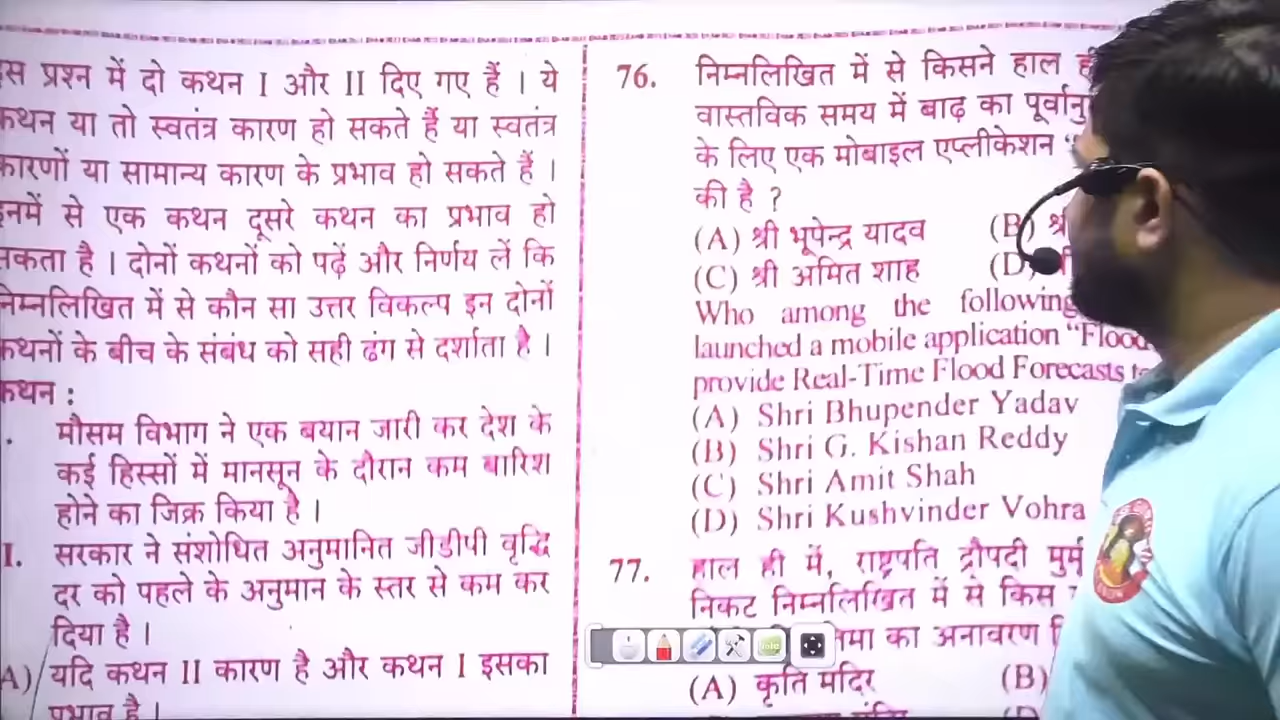 इस प्रश्न में दो कथन I और II दिए गए हैं । ये
कथन या तो स्वतंत्र कारण हो सकते हैं या स्वतंत्र
कारणों या सामान्य कारण के प्रभाव हो सकते हैं ।
इनमें से एक कथन दूसरे कथन का प्रभाव हो
सकता है । दोनों कथनों को पढ़ें और निर्णय लें कि
निम्नलिखित में से कौन सा उत्तर विकल्प इन दोनों
कथनों के बीच के संबंध को सही ढंग से दर्शाता है ।
कथन :
मौसम विभाग ने एक बयान जारी कर देश के
कई हिस्सों में मानसून के दौरान कम बारिश
होने का जिक्र किया है ।
I. सरकार ने संशोधित अनुमानित जीडीपी वृद्धि
दर को पहले के अनुमान के स्तर से कम कर
दिया है ।
A) यदि कथन II कारण है और कथन I इसका
प्रभाव है ।
76. निम्नलिखित में से किसने हाल
वास्तविक समय में बाढ़ का
के लिए एक मोबाइल एप्लीकेशन “
की है ?
(A) श्री भूपेन्द्र यादव (B) श्री
(C) श्री अमित शाह (D)
Who among the following
launched a mobile application “Flood
provide Real-Time Flood Forecasts
(A) Shri Bhupender Yadav
(B) Shri G. Kishan Reddy
(C) Shri Amit Shah
(D) Shri Kushvinder Vohra
77. हाल ही में, राष्ट्रपति द्रौपदी मुर्मू
निकट निम्नलिखित में से किस
का अनावरण
(A) कृति मंदिर (B)